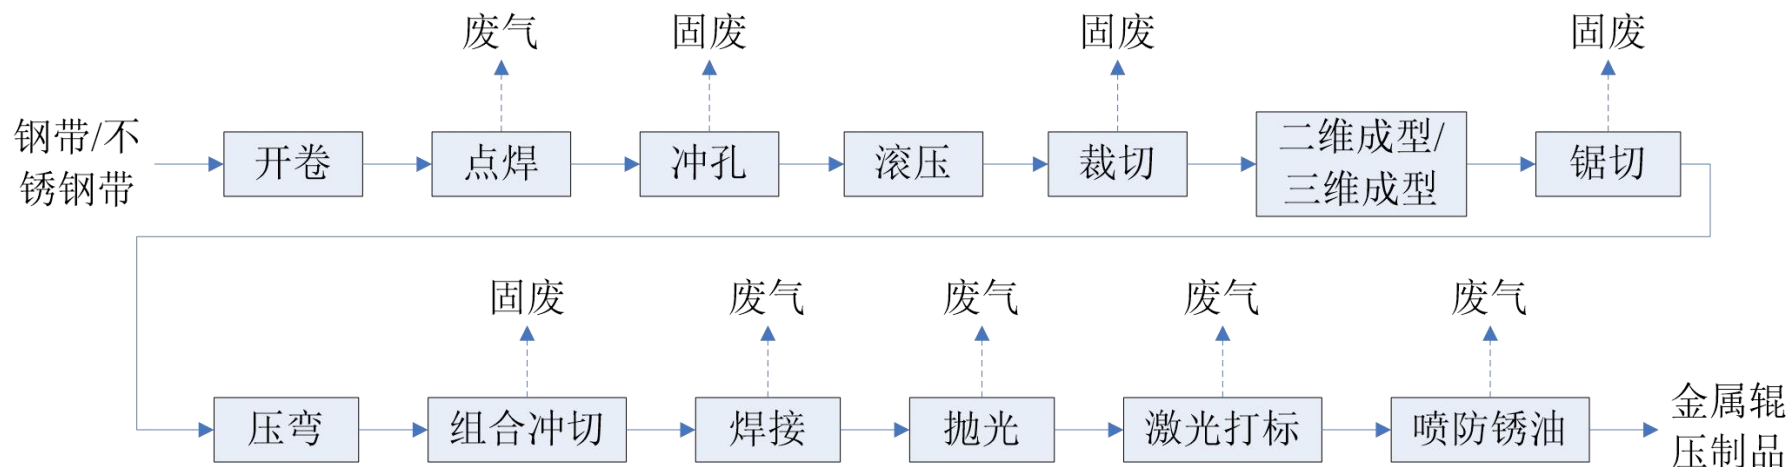 废气
固废
固废
固废
钢带/不
锈钢带
开卷
点焊
冲孔
滚压
裁切
二维成型/
三维成型
锯切
固废
废气
废气
废气
废气
压弯
组合冲切
焊接
抛光
激光打标
喷防锈油
金属辊
压制品